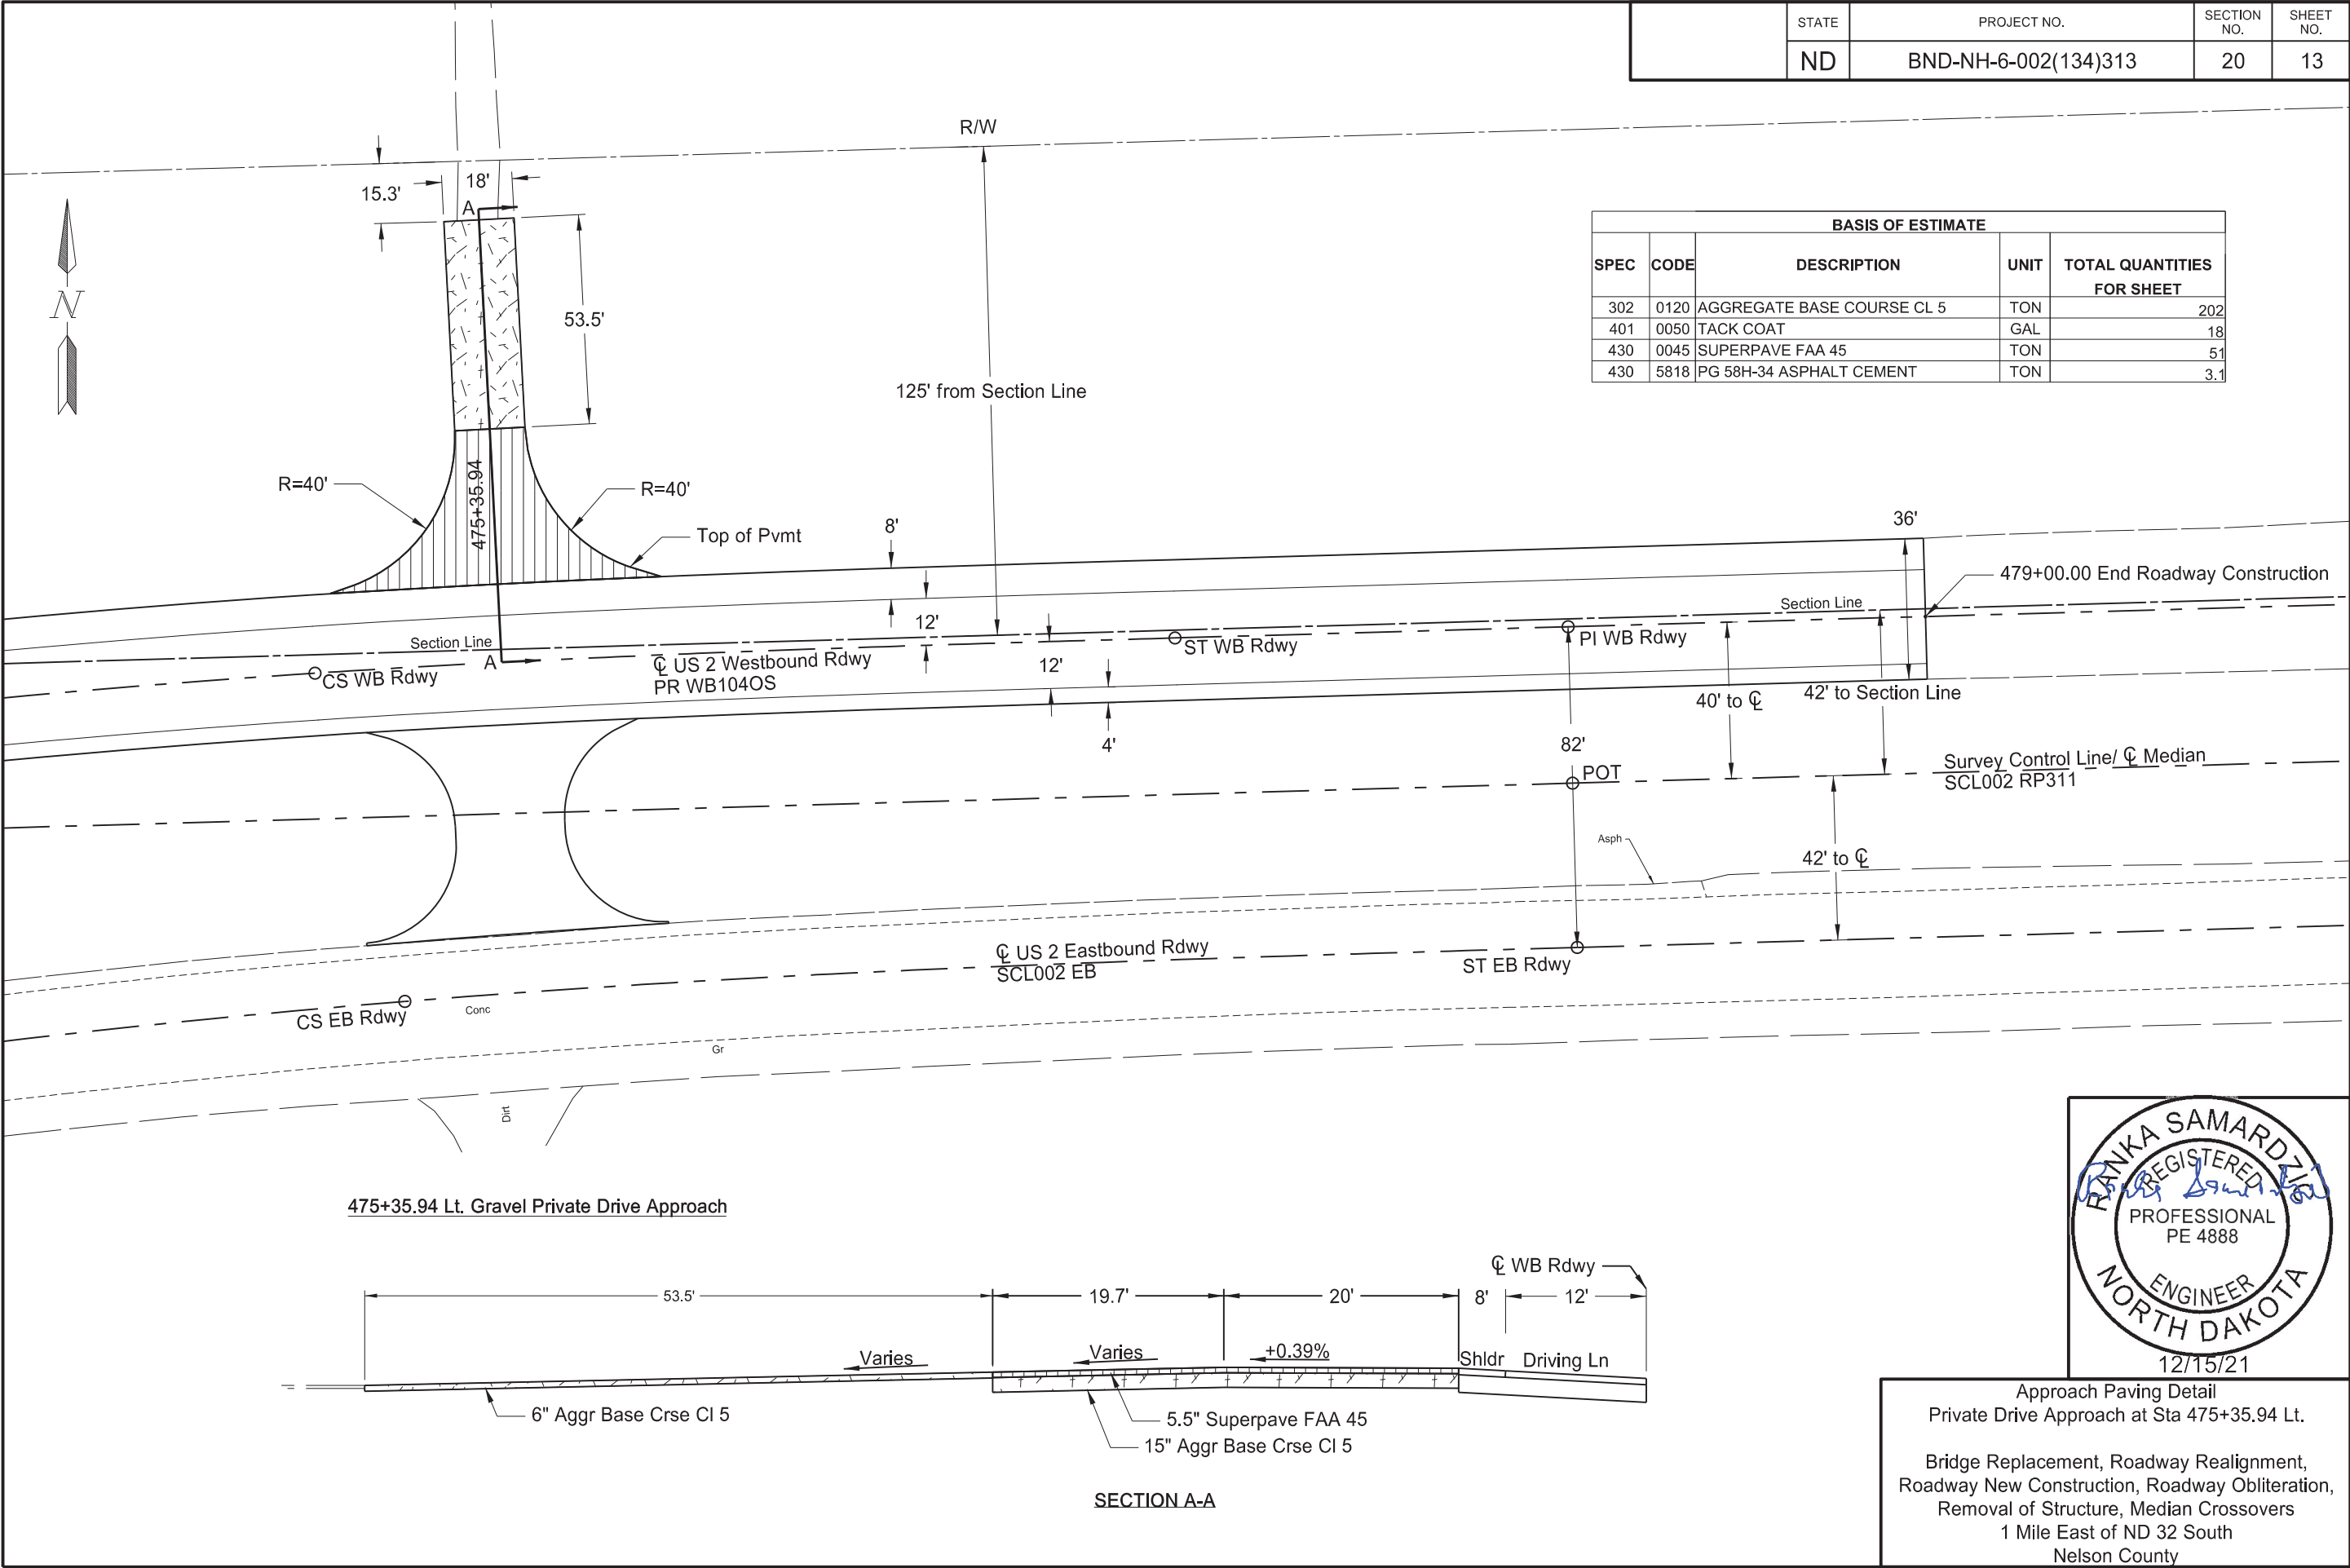 STATE
PROJECT NO.
SECTION NO.
SHEET NO.
ND
BND-NH-6-002(134)313
20
13
R/W
15.3'
18'
A
N
53.5'
125' from Section Line
BASIS OF ESTIMATE
SPEC CODE DESCRIPTION UNIT TOTAL QUANTITIES FOR SHEET
302 0120 AGGREGATE BASE COURSE CL 5 TON 202
401 0050 TACK COAT GAL 18
430 0045 SUPERPAVE FAA 45 TON 51
430 5818 PG 58H-34 ASPHALT CEMENT TON 3.1
R=40'
475+35.94
R=40'
Top of Pvmt
8'
36'
479+00.00 End Roadway Construction
Section Line
12'
Section Line
A
CS WB Rdwy
℄ US 2 Westbound Rdwy
PR WB104OS
12'
ST WB Rdwy
PI WB Rdwy
40' to ℄
42' to Section Line
4'
82'
POT
Survey Control Line/ ℄ Median
SCL002 RP311
Asph
42' to ℄
℄ US 2 Eastbound Rdwy
SCL002 EB
ST EB Rdwy
CS EB Rdwy
Conc
Gr
Dirt
475+35.94 Lt. Gravel Private Drive Approach
℄ WB Rdwy
53.5'
19.7'
20'
8'
12'
Varies
Varies
+0.39%
Shldr
Driving Ln
6" Aggr Base Crse Cl 5
5.5" Superpave FAA 45
15" Aggr Base Crse Cl 5
SECTION A-A
RANKA SAMARDZIC
REGISTERED
PROFESSIONAL
PE 4888
ENGINEER
NORTH DAKOTA
12/15/21
Approach Paving Detail
Private Drive Approach at Sta 475+35.94 Lt.
Bridge Replacement, Roadway Realignment,
Roadway New Construction, Roadway Obliteration,
Removal of Structure, Median Crossovers
1 Mile East of ND 32 South
Nelson County